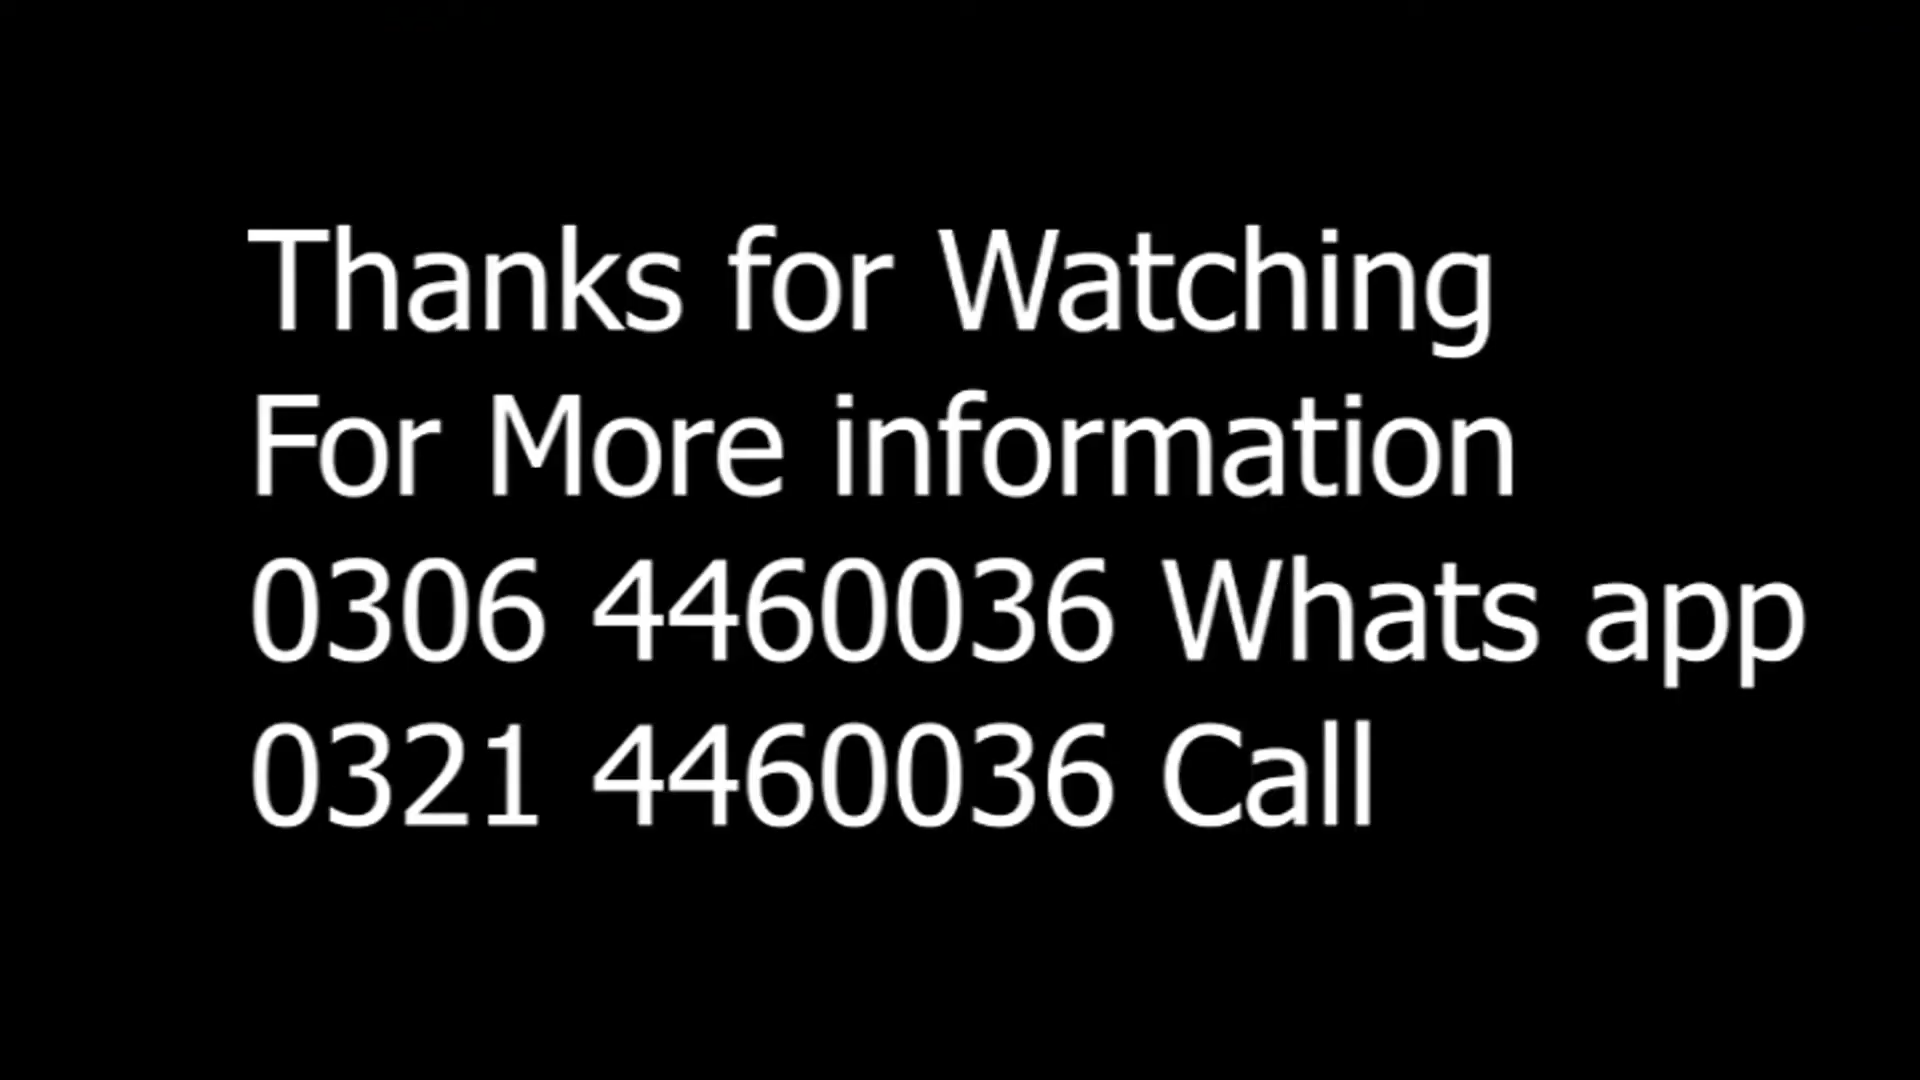 Thanks for Watching
For More information
0306 4460036 Whats app
0321 4460036 Call